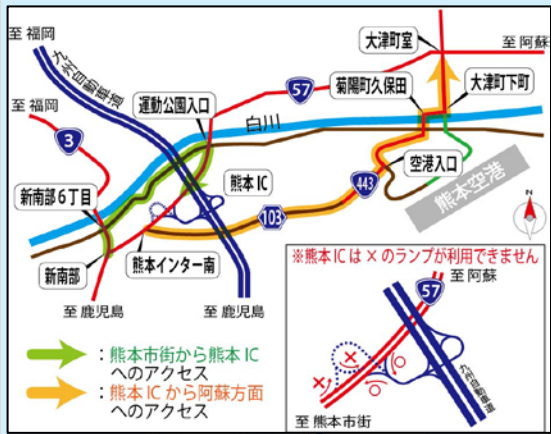 至 福岡
九州自動車道
大津町室
至 阿蘇
至 福岡
運動公園入口
57
菊陽町久保田
大津町下町
3
白川
新南部６丁目
熊本 IC
443
空港入口
熊本空港
103
N
新南部
熊本インター南
至 鹿児島
至 鹿児島
※熊本 IC は × のランプが利用できません
至 阿蘇
57
九州自動車道
至 熊本市街
：熊本市街から熊本 IC
へのアクセス
：熊本 IC から阿蘇方面
へのアクセス